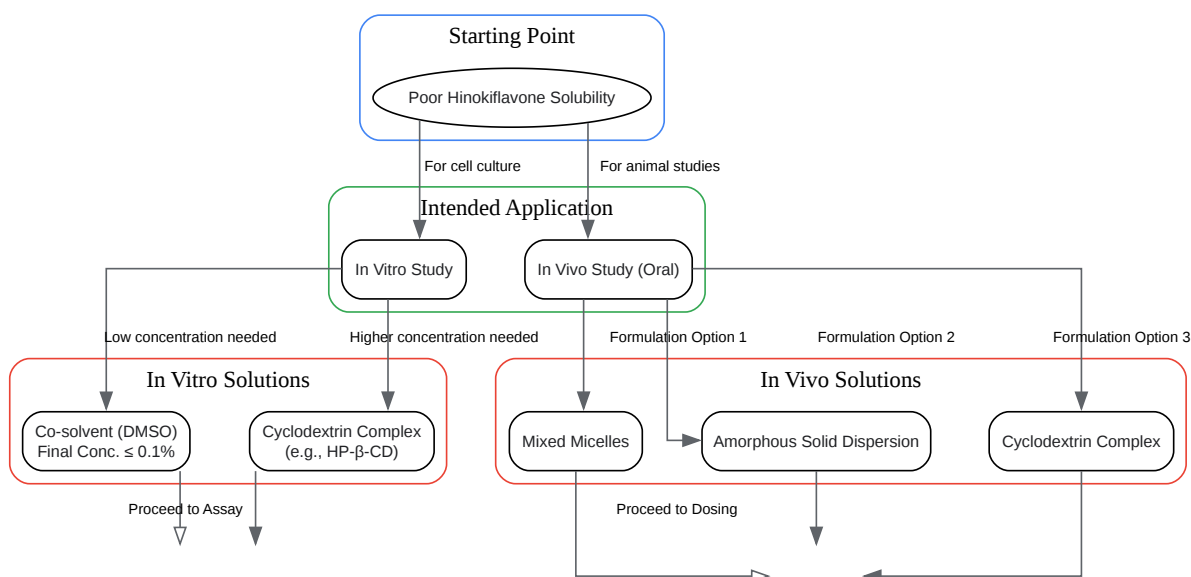 Starting Point
Poor Hinokiflavone Solubility
For cell culture
For animal studies
Intended Application
In Vitro Study
In Vivo Study (Oral)
Low concentration needed
Higher concentration needed
Formulation Option 1
Formulation Option 2
Formulation Option 3
In Vitro Solutions
In Vivo Solutions
Co-solvent (DMSO)
Final Conc. ≤ 0.1%
Cyclodextrin Complex
(e.g., HP-β-CD)
Mixed Micelles
Amorphous Solid Dispersion
Cyclodextrin Complex
Proceed to Assay
Proceed to Dosing